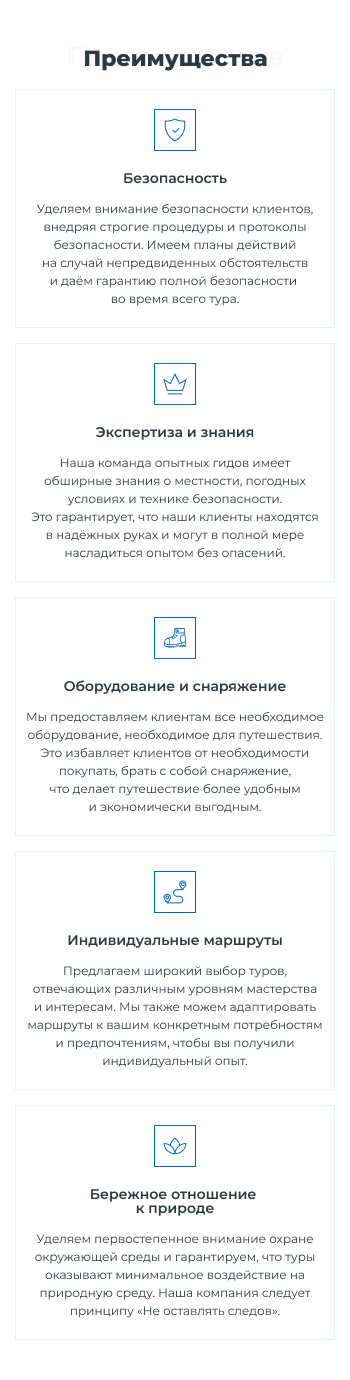 Преимущества
Безопасность
Уделяем внимание безопасности клиентов,
внедряя строгие процедуры и протоколы
безопасности. Имеем планы действий
на случай непредвиденных обстоятельств
и даём гарантию полной безопасности
во время всего тура.
Экспертиза и знания
Наша команда опытных гидов имеет
обширные знания о местности, погодных
условиях и технике безопасности.
Это гарантирует, что наши клиенты находятся
в надёжных руках и могут в полной мере
насладиться опытом без опасений.
Оборудование и снаряжение
Мы предоставляем клиентам все необходимое
оборудование, необходимое для путешествия.
Это избавляет клиентов от необходимости
покупать, брать с собой снаряжение,
что делает путешествие более удобным
и экономически выгодным.
Индивидуальные маршруты
Предлагаем широкий выбор туров,
отвечающих различным уровням мастерства
и интересам. Мы также можем адаптировать
маршруты к вашим конкретным потребностям
и предпочтениям, чтобы вы получили
индивидуальный опыт.
Бережное отношение
к природе
Уделяем первостепенное внимание охране
окружающей среды и гарантируем, что туры
оказывают минимальное воздействие на
природную среду. Наша компания следует
принципу «Не оставлять следов».